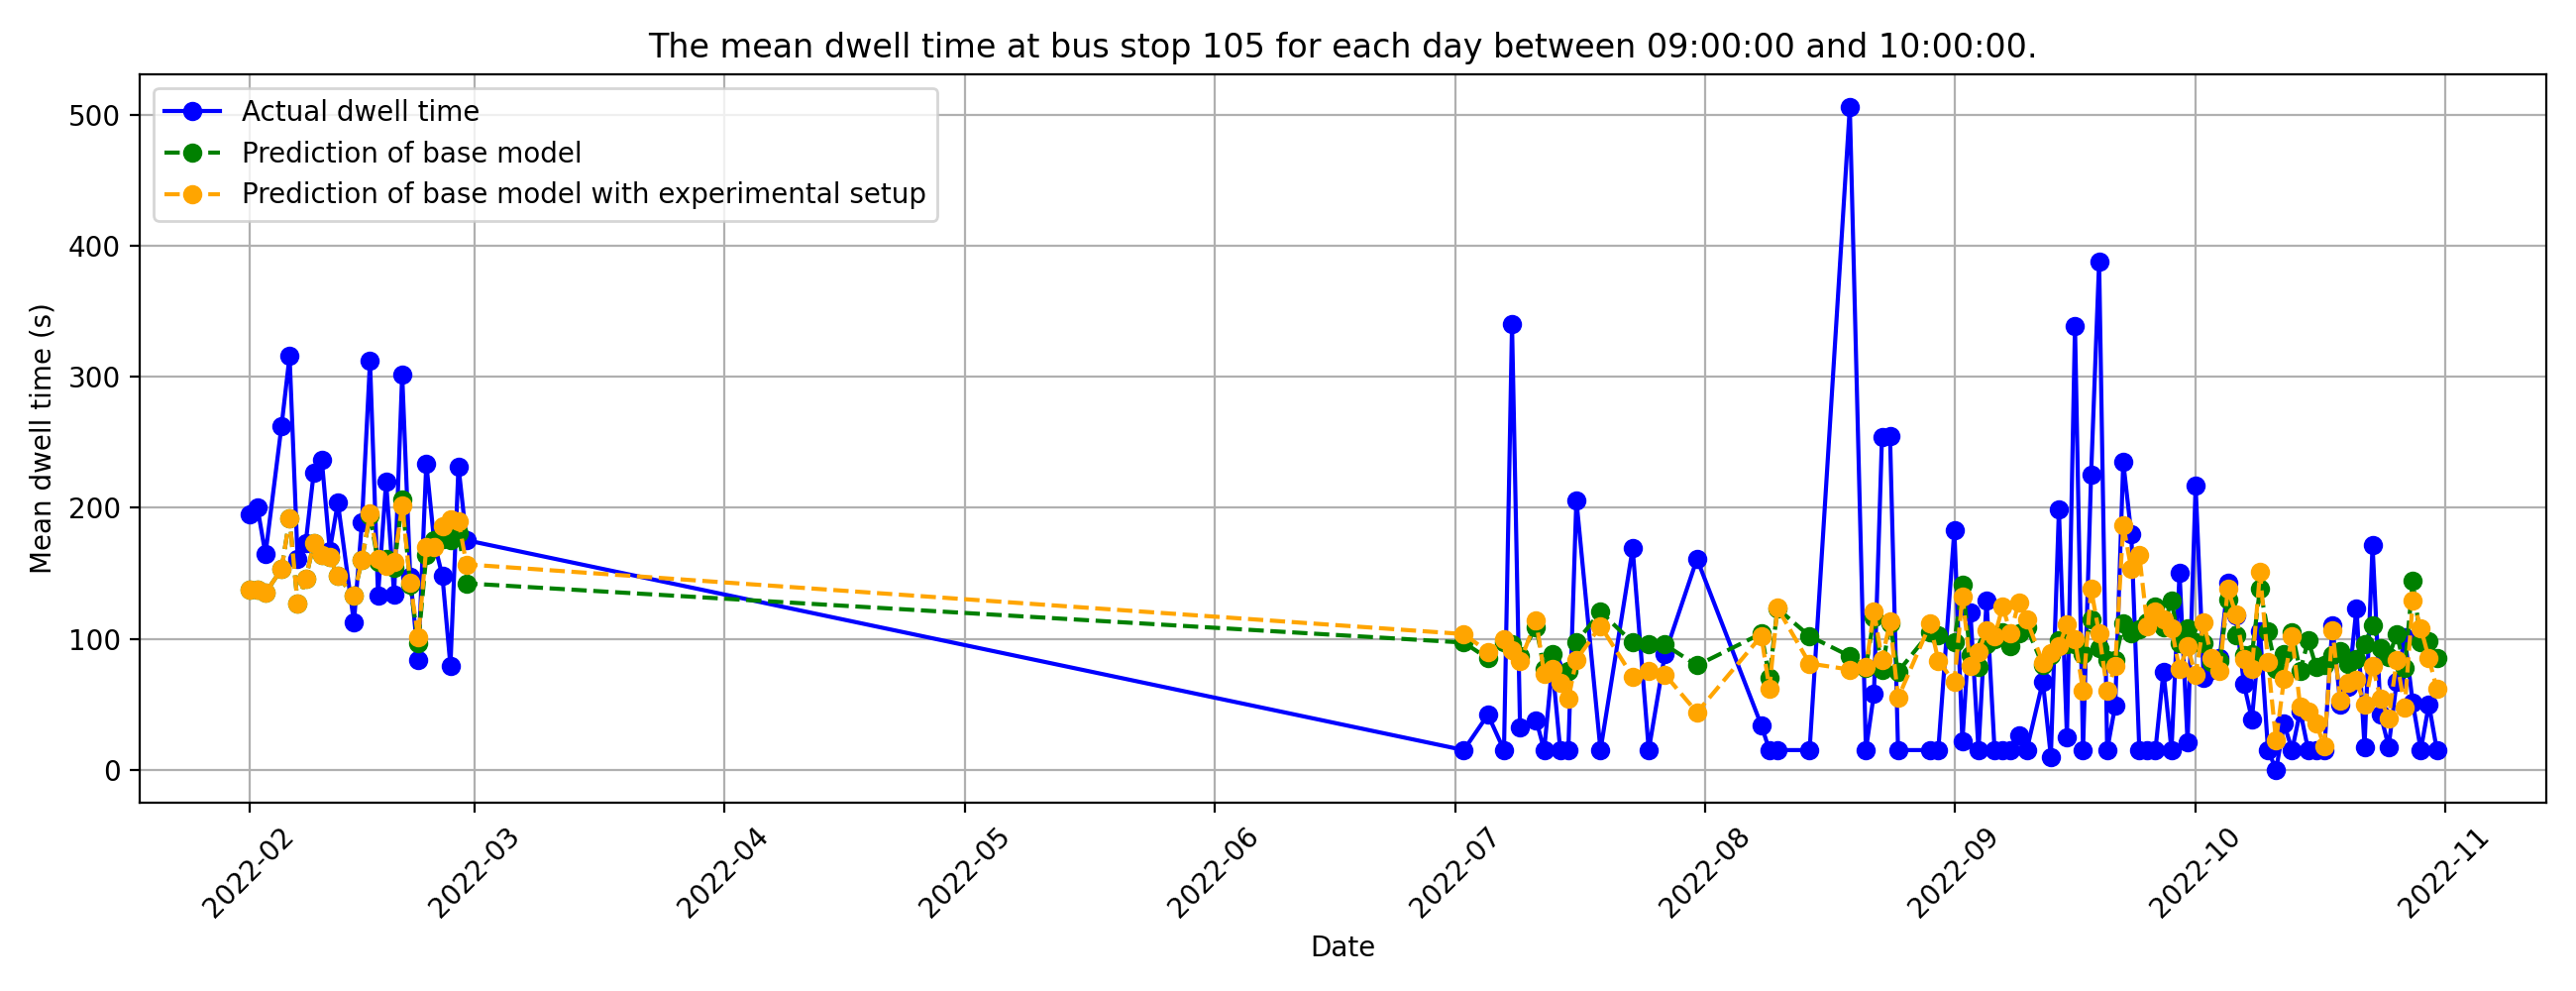 The mean dwell time at bus stop 105 for each day between 09:00:00 and 10:00:00.
Actual dwell time
Prediction of base model
Prediction of base model with experimental setup
Mean dwell time (s)
500
400
300
200
100
0
2022-02
2022-03
2022-04
2022-05
2022-06
2022-07
2022-08
2022-09
2022-10
2022-11
Date